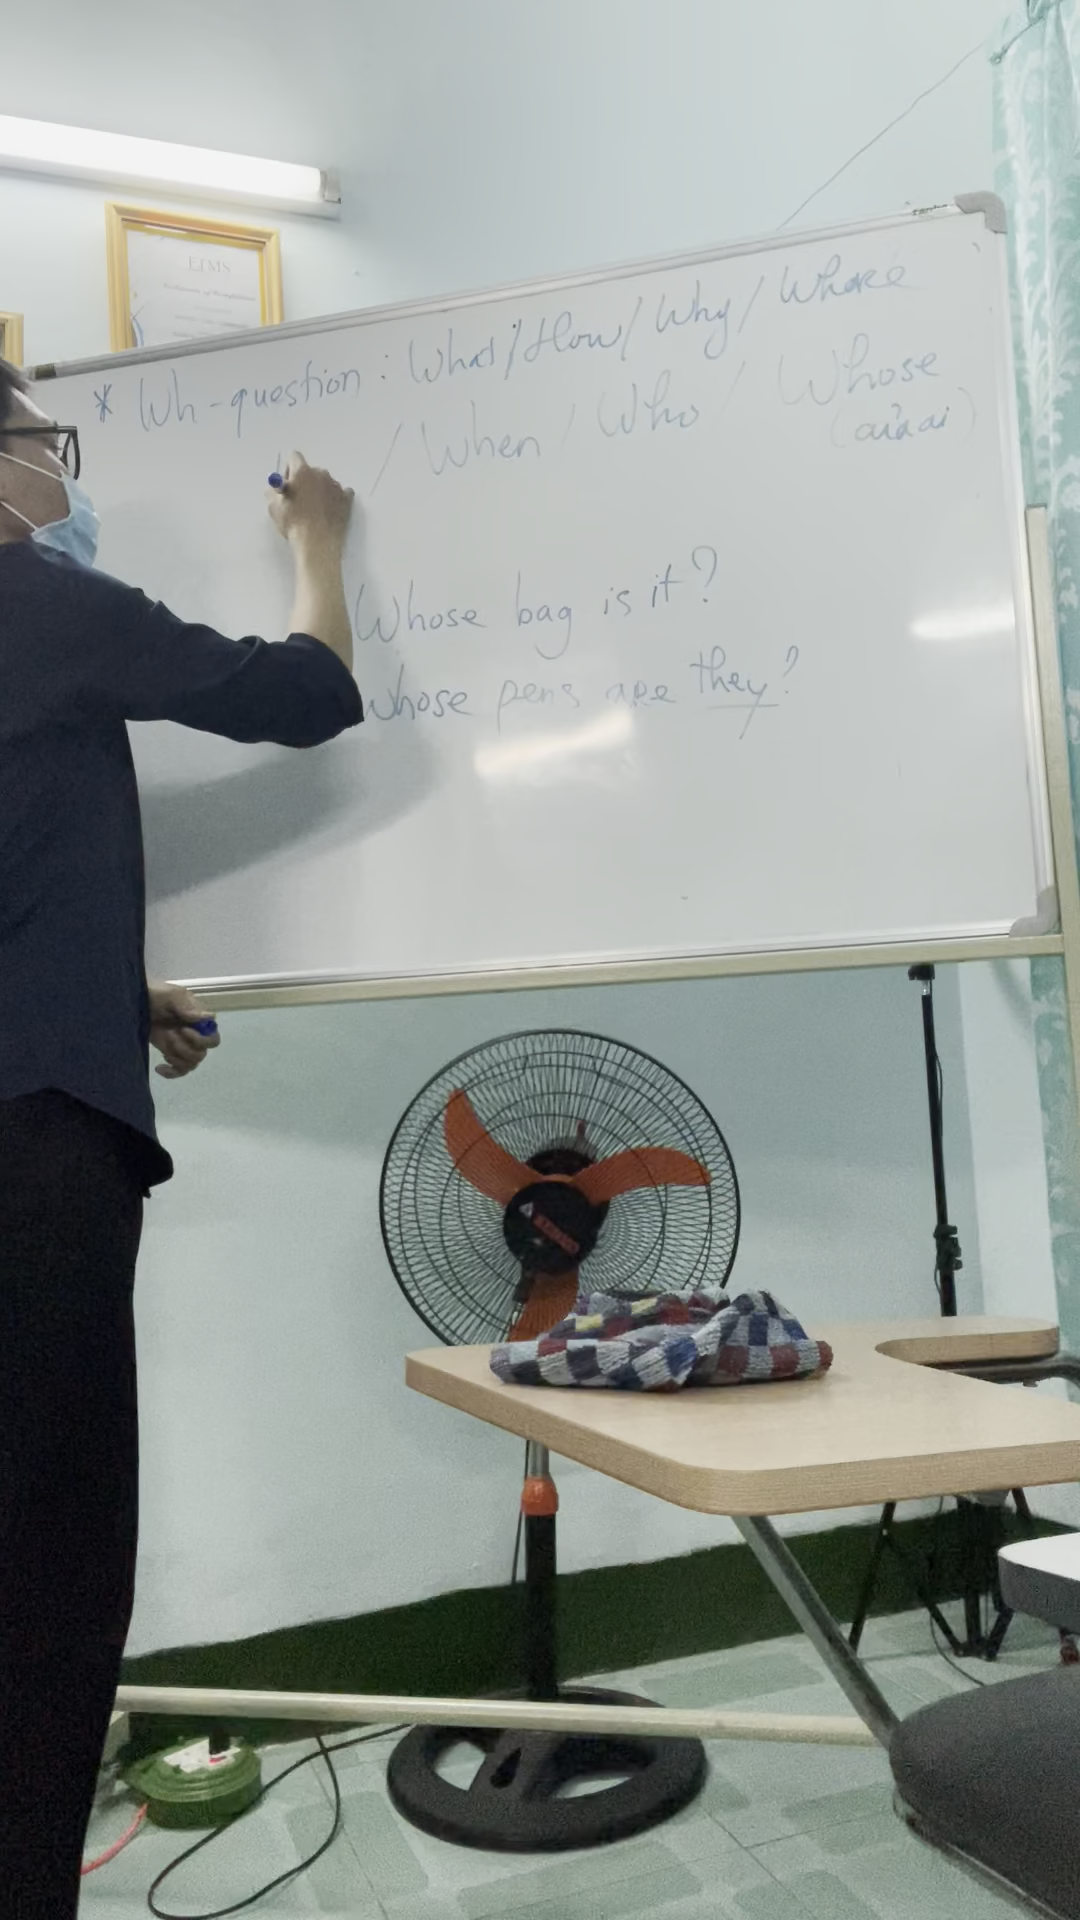 EIMS
* Wh-question : What / How / Why / Where
/ When / Who / Whose
(của ai)
Whose bag is it?
Whose pens are they?